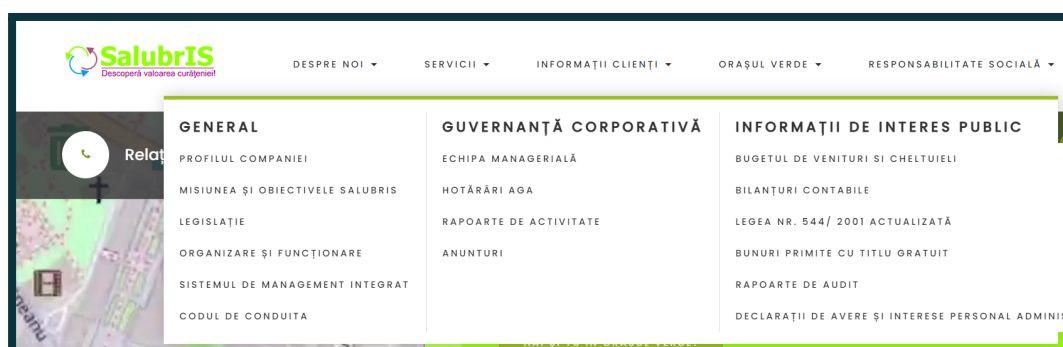 SalubrIS
Descoperă valoarea curățeniei!
DESPRE NOI
SERVICII
INFORMAȚII CLIENȚI
ORAȘUL VERDE
RESPONSABILITATE SOCIALĂ
Relaț
GENERAL
PROFILUL COMPANIEI
MISIUNEA ȘI OBIECTIVELE SALUBRIS
LEGISLAȚIE
ORGANIZARE ȘI FUNCȚIONARE
SISTEMUL DE MANAGEMENT INTEGRAT
CODUL DE CONDUITA
GUVERNANȚĂ CORPORATIVĂ
ECHIPA MANAGERIALĂ
HOTĂRÂRI AGA
RAPOARTE DE ACTIVITATE
ANUNTURI
INFORMAȚII DE INTERES PUBLIC
BUGETUL DE VENITURI SI CHELTUIELI
BILANȚURI CONTABILE
LEGEA NR. 544/ 2001 ACTUALIZATĂ
BUNURI PRIMITE CU TITLU GRATUIT
RAPOARTE DE AUDIT
DECLARAȚII DE AVERE ȘI INTERESE PERSONAL ADMINIS